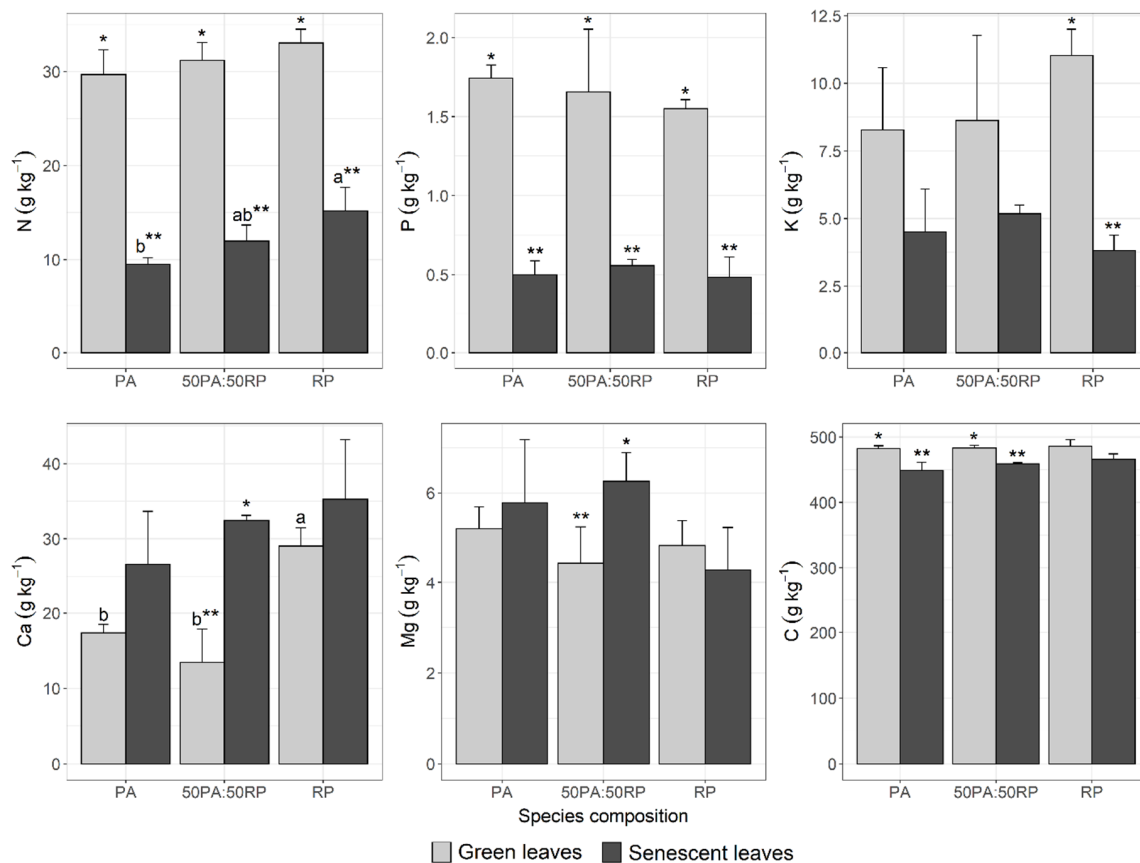 N (g kg⁻¹)
30
20
10
0
* * *
b** ab** a**
PA 50PA:50RP RP
P (g kg⁻¹)
2.0
1.5
1.0
0.5
0.0
* * *
** ** **
PA 50PA:50RP RP
K (g kg⁻¹)
12.5
10.0
7.5
5.0
2.5
0.0
*
**
PA 50PA:50RP RP
Ca (g kg⁻¹)
40
30
20
10
0
b b** * a
PA 50PA:50RP RP
Mg (g kg⁻¹)
6
4
2
0
** *
PA 50PA:50RP RP
C (g kg⁻¹)
500
400
300
200
100
0
* ** * **
PA 50PA:50RP RP
Species composition
Green leaves Senescent leaves